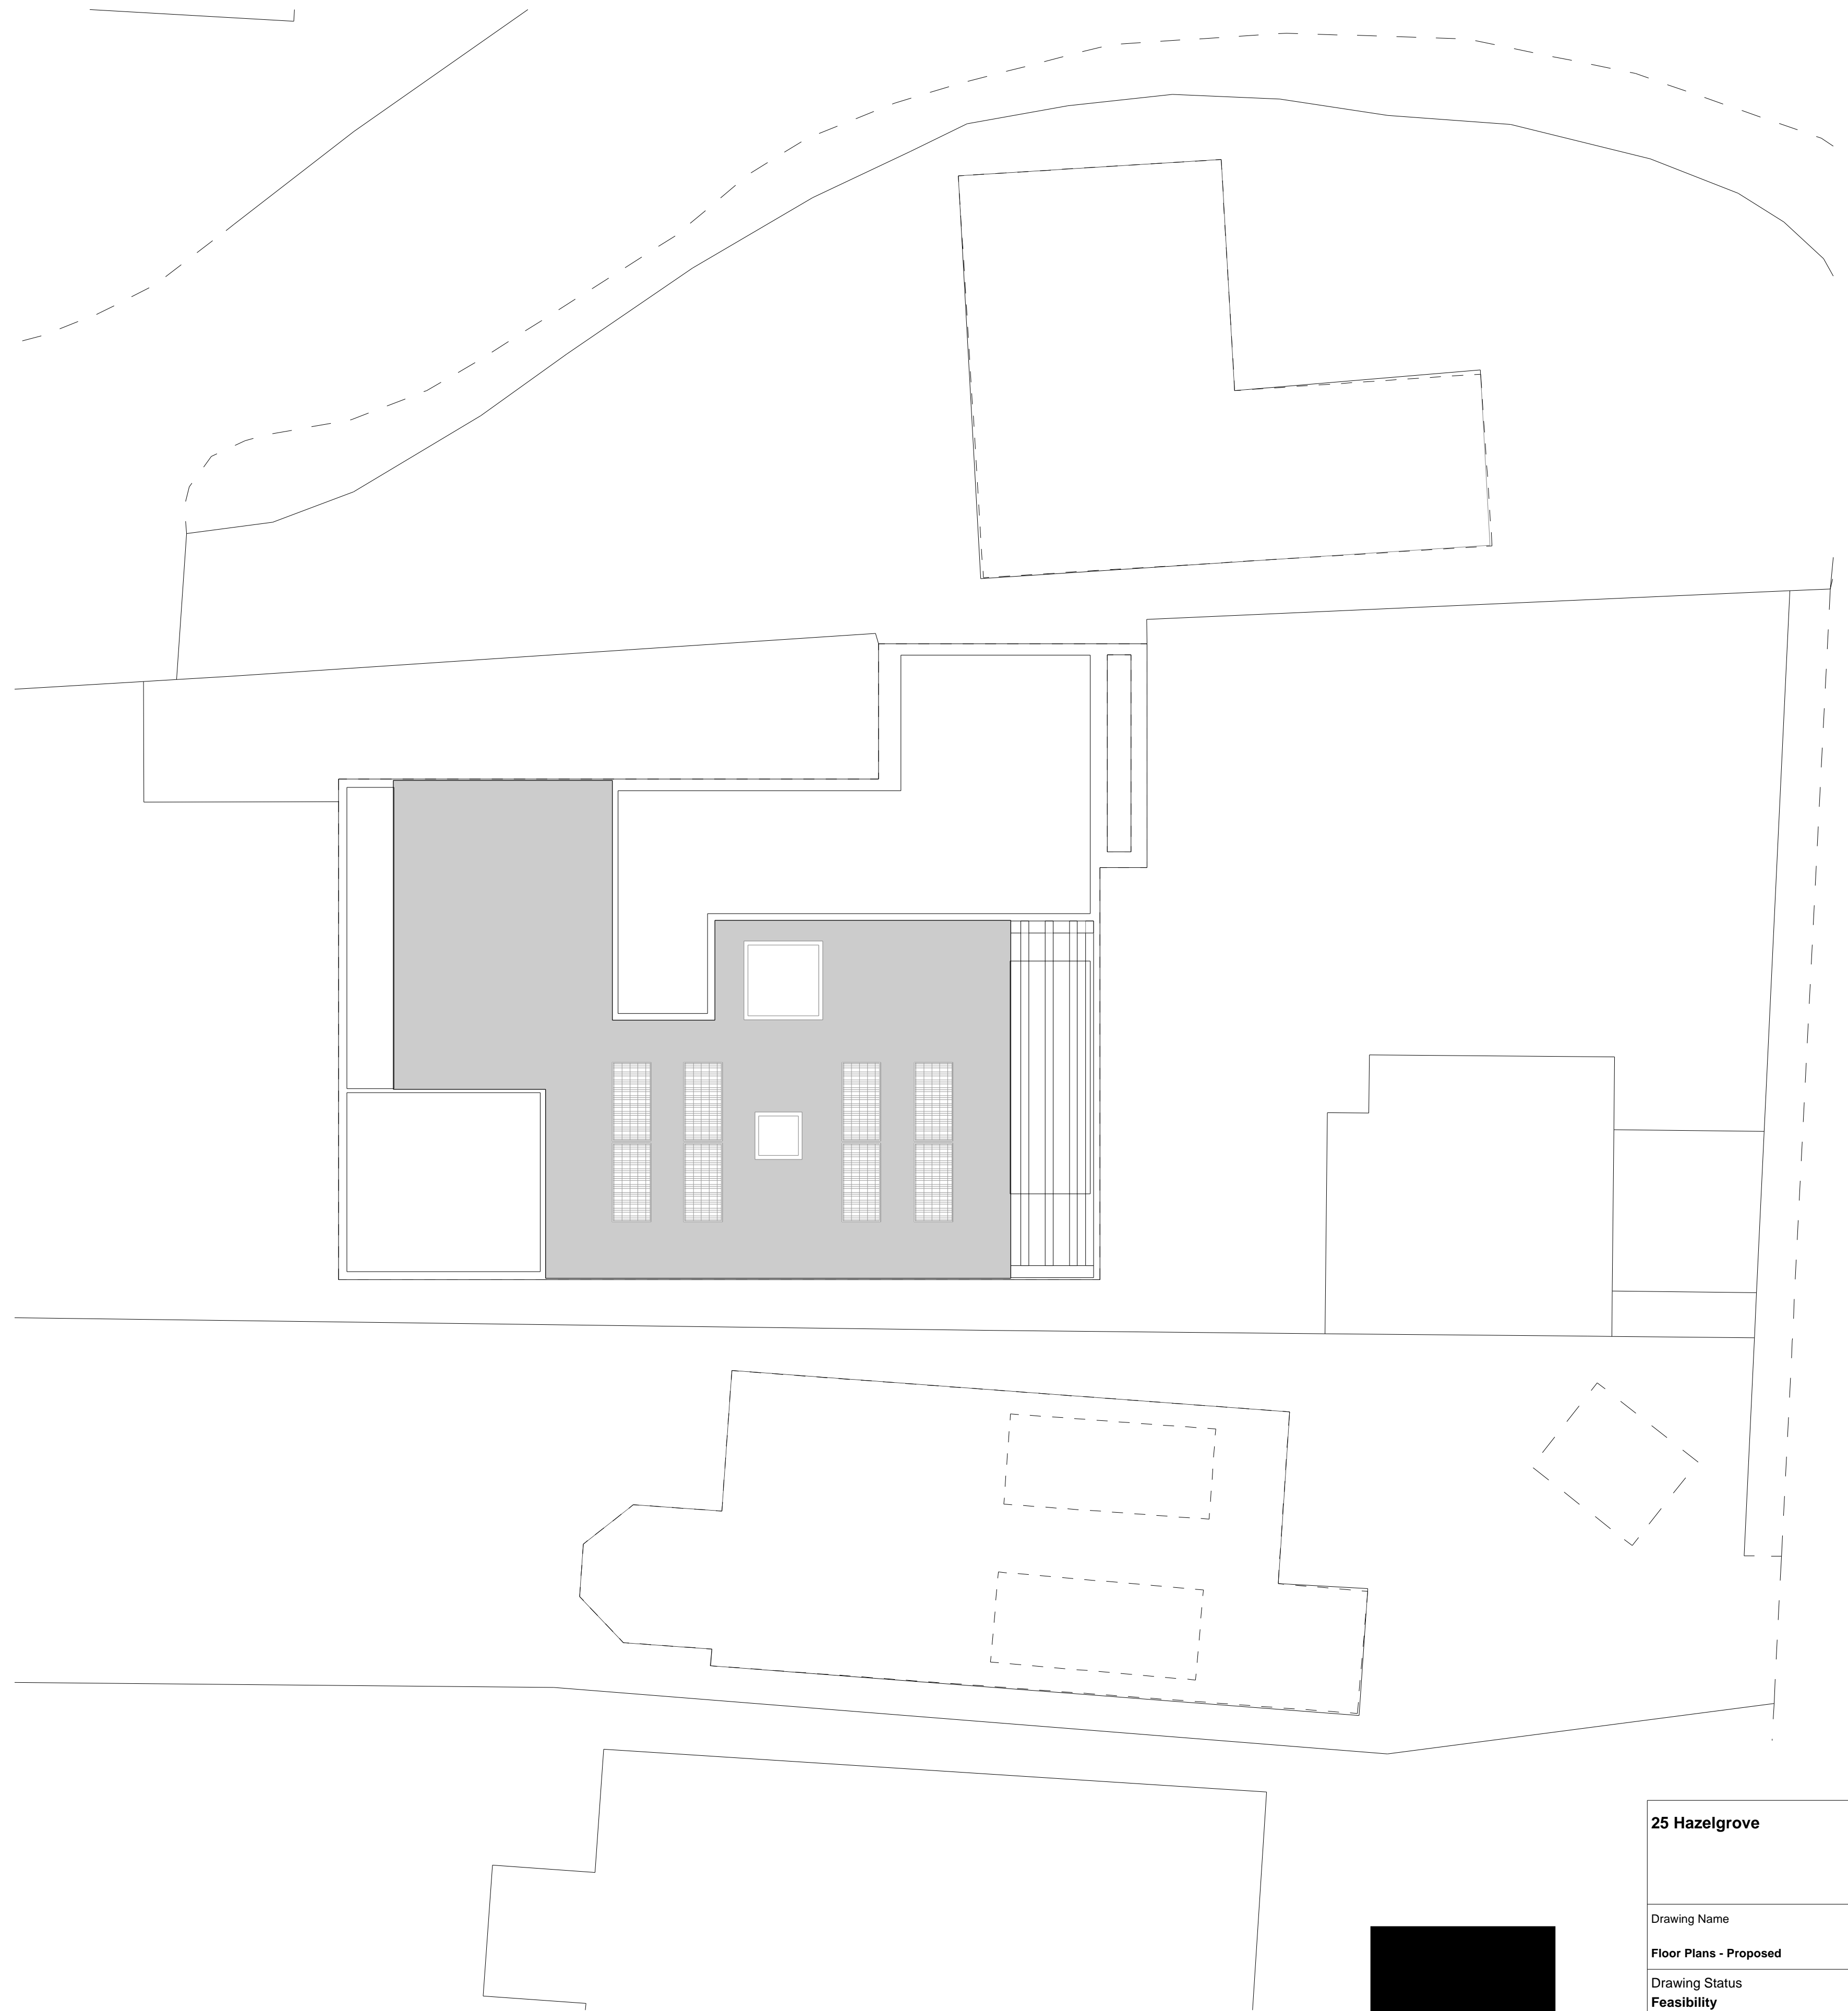 25 Hazelgrove
Drawing Name
Floor Plans - Proposed
Drawing Status
Feasibility